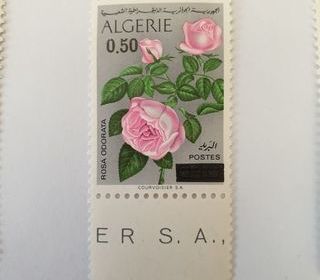 الجمهورية الجزائرية الديمقراطية الشعبية
ALGERIE
0.50
ROSA ODORATA
البريد
POSTES
COURVOISIER S.A.
ER S.A.,